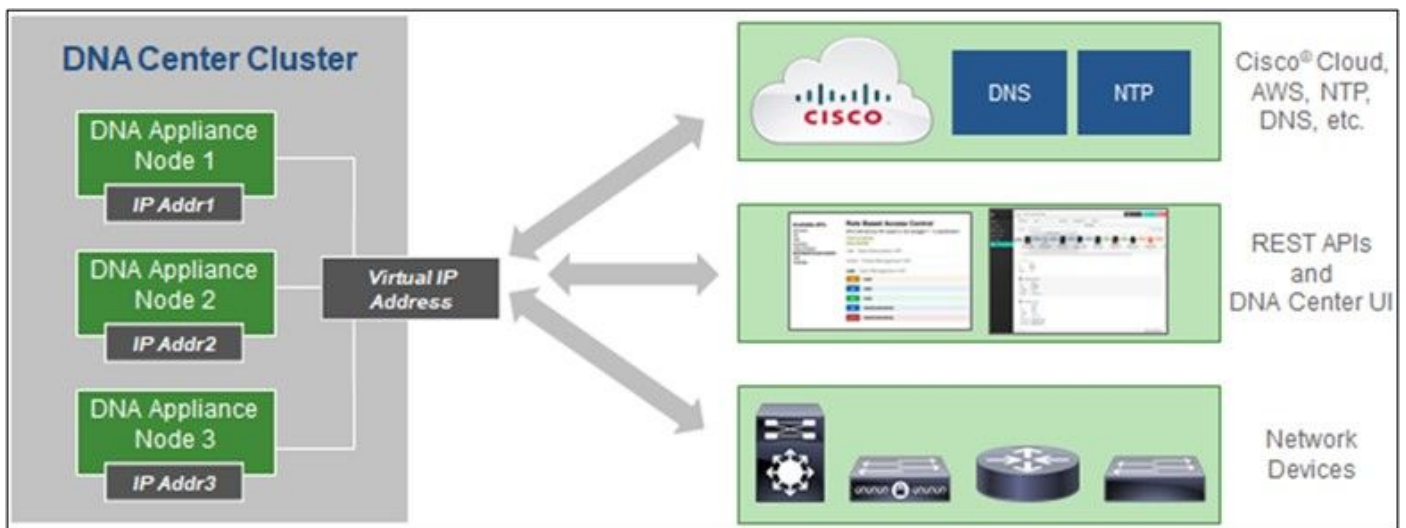 DNA Center Cluster
DNA Appliance
Node 1
IP Addr1
DNA Appliance
Node 2
IP Addr2
DNA Appliance
Node 3
IP Addr3
Virtual IP
Address
CISCO
DNS
NTP
Cisco® Cloud,
AWS, NTP,
DNS, etc.
Role Based Access Control
REST APIs
and
DNA Center UI
Network
Devices